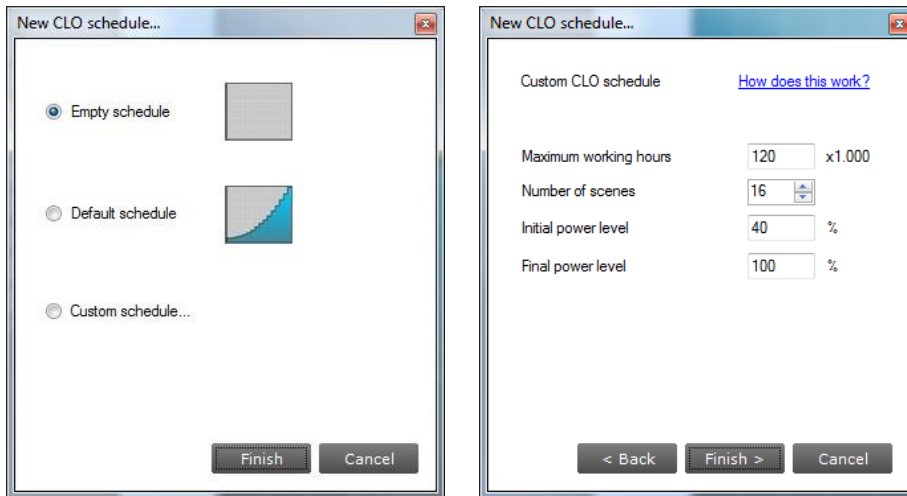 New CLO schedule...
Empty schedule
Default schedule
Custom schedule...
Finish Cancel
New CLO schedule...
Custom CLO schedule How does this work?
Maximum working hours 120 x1.000
Number of scenes 16
Initial power level 40 %
Final power level 100 %
< Back Finish > Cancel